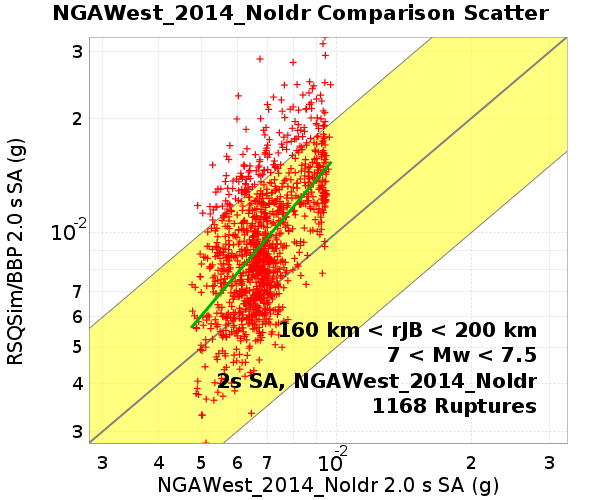 NGAWest_2014_NoIdr Comparison Scatter
RSQSim/BBP 2.0 s SA (g)
3
2
10-2
7
6
5
4
3
160 km < rJB < 200 km
7 < Mw < 7.5
2s SA, NGAWest_2014_NoIdr
1168 Ruptures
3 4 5 6 7 10-2 2 3
NGAWest_2014_NoIdr 2.0 s SA (g)